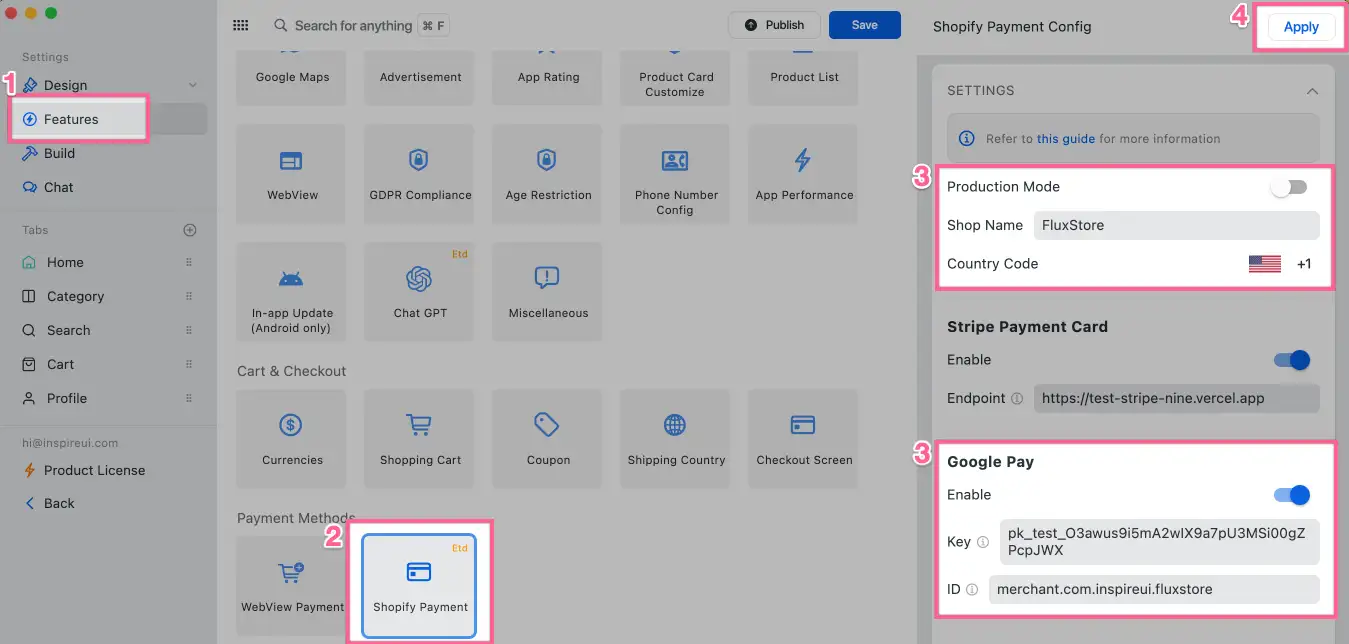 Settings
1
Design
Features
Build
Chat
Tabs
Home
Category
Search
Cart
Profile
hi@inspireui.com
Product License
Back
Search for anything ⌘ F
Publish
Save
Google Maps
Advertisement
App Rating
Product Card
Customize
Product List
WebView
GDPR Compliance
Age Restriction
Phone Number
Config
App Performance
In-app Update
(Android only)
Etd
Chat GPT
Miscellaneous
Cart & Checkout
Currencies
Shopping Cart
Coupon
Shipping Country
Checkout Screen
Payment Methods
WebView Payment
2
Etd
Shopify Payment
Shopify Payment Config
4
Apply
SETTINGS
Refer to this guide for more information
3
Production Mode
Shop Name FluxStore
Country Code +1
Stripe Payment Card
Enable
Endpoint https://test-stripe-nine.vercel.app
3
Google Pay
Enable
Key pk_test_O3awus9i5mA2wIX9a7pU3MSi00gZ
PcpJWX
ID merchant.com.inspireui.fluxstore